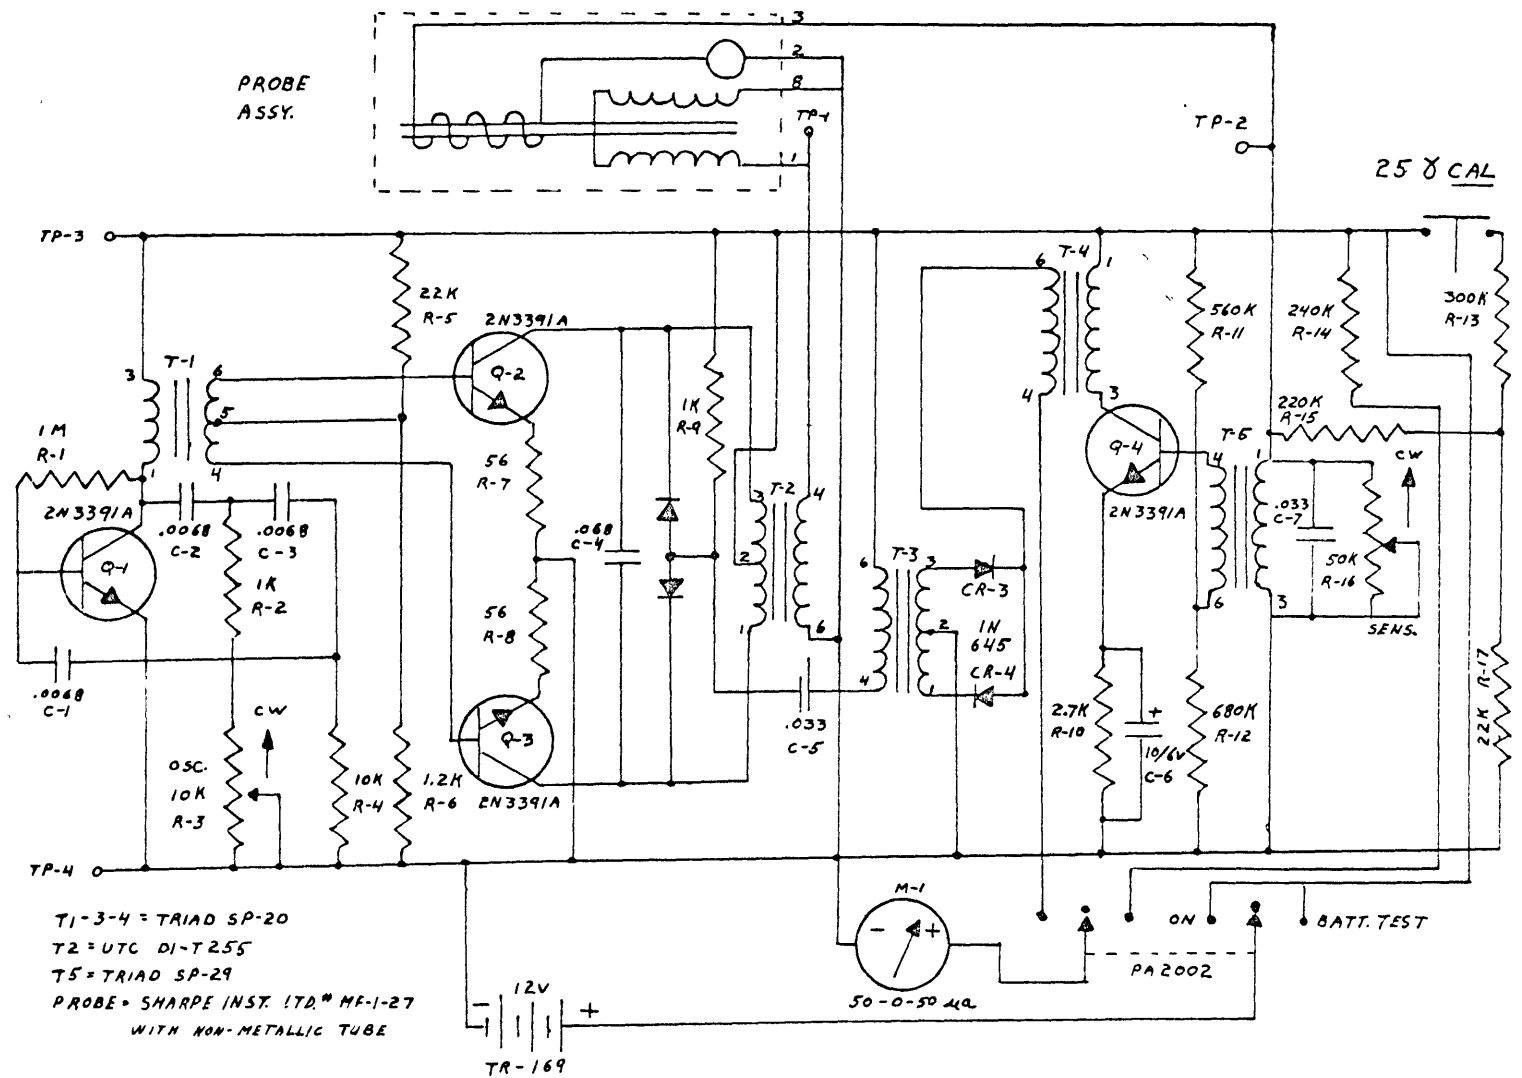 3
PROBE
ASSY.
2
8
TP-1
1
TP-2
25 γ CAL
TP-3
6
T-4
1
22K
R-5
2N3391A
560K
R-11
240K
R-14
300K
R-13
T-1
3
6
Q-2
5
4
1
1K
R-9
4
3
220K
R-15
1M
R-1
56
R-7
Q-4
T-5
4
1
CW
2N3391A
.0068
C-2
.0068
C-3
3
T-2
4
2N3391A
.033
C-7
.068
C-4
Q-1
1K
R-2
2
6
T-3
3
CR-3
50K
R-16
56
R-8
1
6
1N
645
2
6
3
SENS.
.0068
C-1
4
CR-4
1
R-17
22K
CW
.033
C-5
2.7K
R-10
+
10/6V
C-6
680K
R-12
OSC.
10K
R-3
10K
R-4
1.2K
R-6
Q-3
2N3391A
TP-4
M-1
- +
ON
BATT. TEST
T1-3-4 = TRIAD SP-20
T2 = UTC DI-T255
T5 = TRIAD SP-29
PROBE = SHARPE INST. LTD.# MF-1-27
WITH NON-METALLIC TUBE
PA2002
50-0-50 μa
- 12V +
TR-169